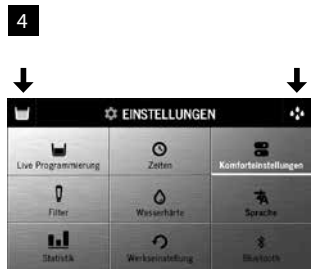 4
EINSTELLUNGEN
Live Programmierung Zeiten Komforteinstellungen
Filter Wasserhärte Sprache
Statistik Werkseinstellung Bluetooth